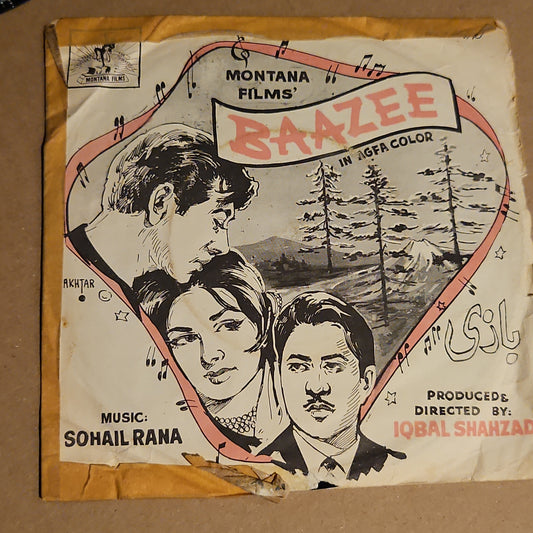 MONTANA FILMS
MONTANA
FILMS'
BAAZEE
IN AGFA COLOR
AKHTAR
بازی
MUSIC:
SOHAIL RANA
PRODUCED &
DIRECTED BY:
IQBAL SHAHZAD